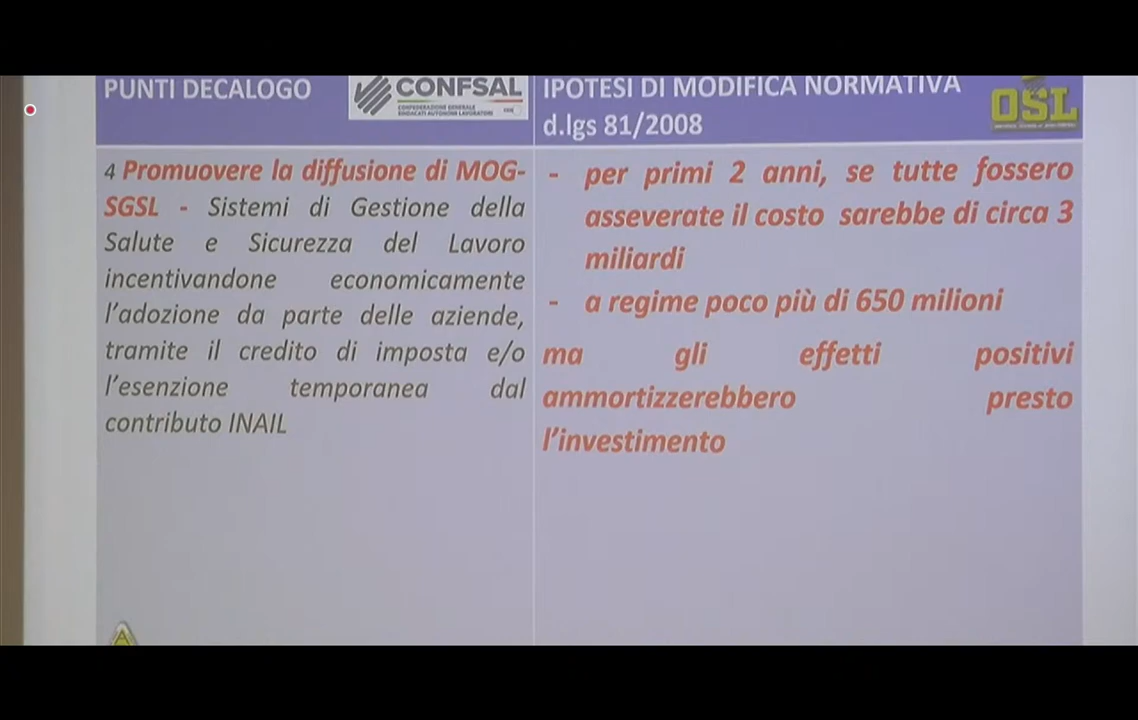 PUNTI DECALOGO
CONFSAL
CONFEDERAZIONE GENERALE
SINDACATI AUTONOMI LAVORATORI
IPOTESI DI MODIFICA NORMATIVA
d.lgs 81/2008
OSL
4 Promuovere la diffusione di MOG-
SGSL - Sistemi di Gestione della
Salute e Sicurezza del Lavoro
incentivandone economicamente
l’adozione da parte delle aziende,
tramite il credito di imposta e/o
l’esenzione temporanea dal
contributo INAIL
- per primi 2 anni, se tutte fossero
asseverate il costo sarebbe di circa 3
miliardi
- a regime poco più di 650 milioni
ma gli effetti positivi
ammortizzerebbero presto
l’investimento